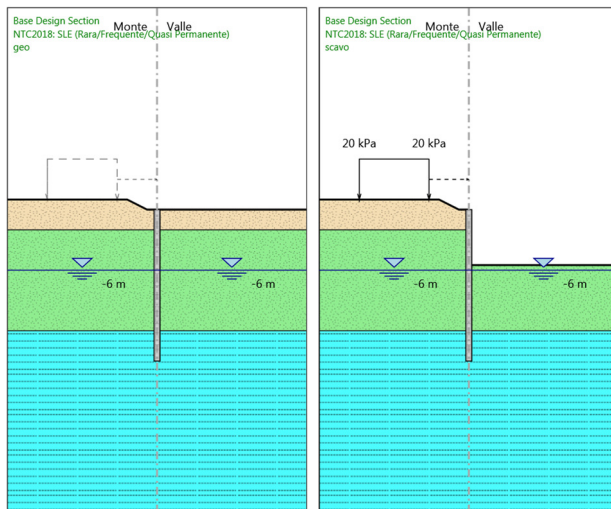 Base Design Section
Monte
Valle
NTC2018: SLE (Rara/Frequente/Quasi Permanente)
geo
-6 m
-6 m
Base Design Section
Monte
Valle
NTC2018: SLE (Rara/Frequente/Quasi Permanente)
scavo
20 kPa
20 kPa
-6 m
-6 m